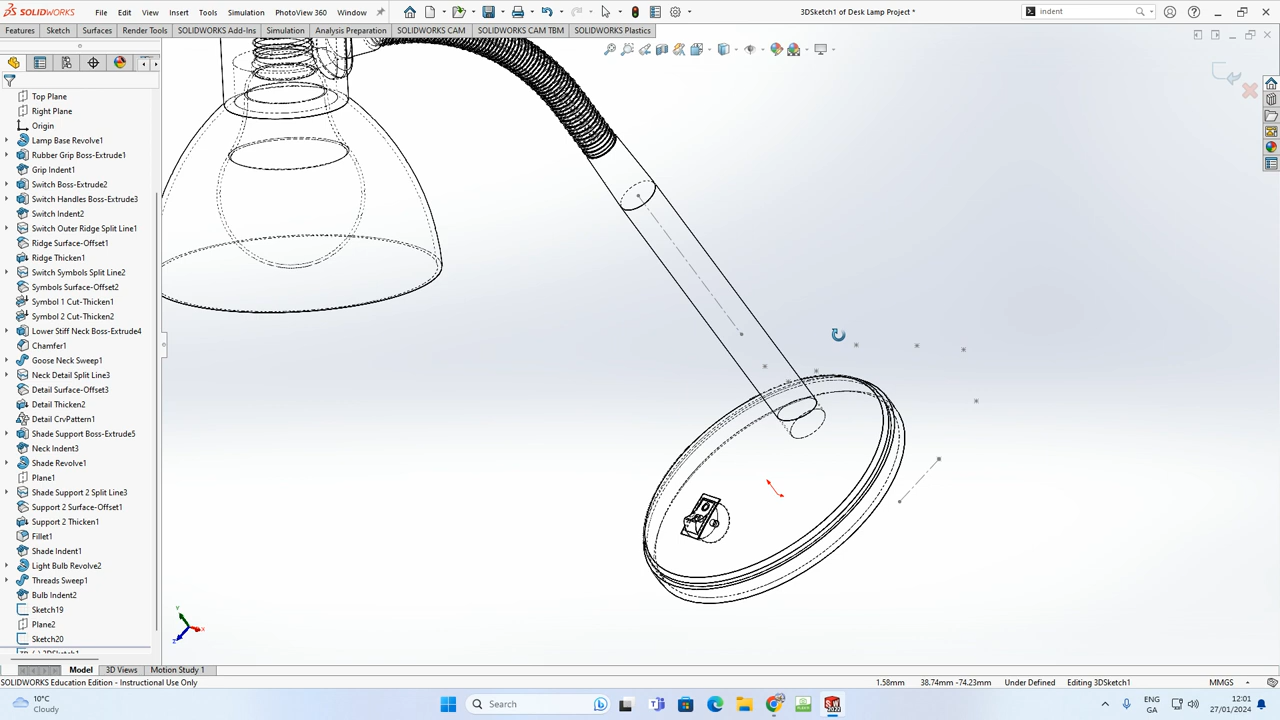 SOLIDWORKS File Edit View Insert Tools Simulation PhotoView 360 Window 3DSketch1 of Desk Lamp Project * indent
Features Sketch Surfaces Render Tools SOLIDWORKS Add-Ins Simulation Analysis Preparation SOLIDWORKS CAM SOLIDWORKS CAM TBM SOLIDWORKS Plastics
Top Plane
Right Plane
Origin
Lamp Base Revolve1
Rubber Grip Boss-Extrude1
Grip Indent1
Switch Boss-Extrude2
Switch Handles Boss-Extrude3
Switch Indent2
Switch Outer Ridge Split Line1
Ridge Surface-Offset1
Ridge Thicken1
Switch Symbols Split Line2
Symbols Surface-Offset2
Symbol 1 Cut-Thicken1
Symbol 2 Cut-Thicken2
Lower Stiff Neck Boss-Extrude4
Chamfer1
Goose Neck Sweep1
Neck Detail Split Line3
Detail Surface-Offset3
Detail Thicken2
Detail CrvPattern1
Shade Support Boss-Extrude5
Neck Indent3
Shade Revolve1
Plane1
Shade Support 2 Split Line3
Support 2 Surface-Offset1
Support 2 Thicken1
Fillet1
Shade Indent1
Light Bulb Revolve2
Threads Sweep1
Bulb Indent2
Sketch19
Plane2
Sketch20
Y
X
Z
Model 3D Views Motion Study 1
SOLIDWORKS Education Edition - Instructional Use Only 1.58mm 38.74mm -74.23mm Under Defined Editing 3DSketch1 MMGS
10°C
Cloudy
Search
ENG
GA
12:01
27/01/2024